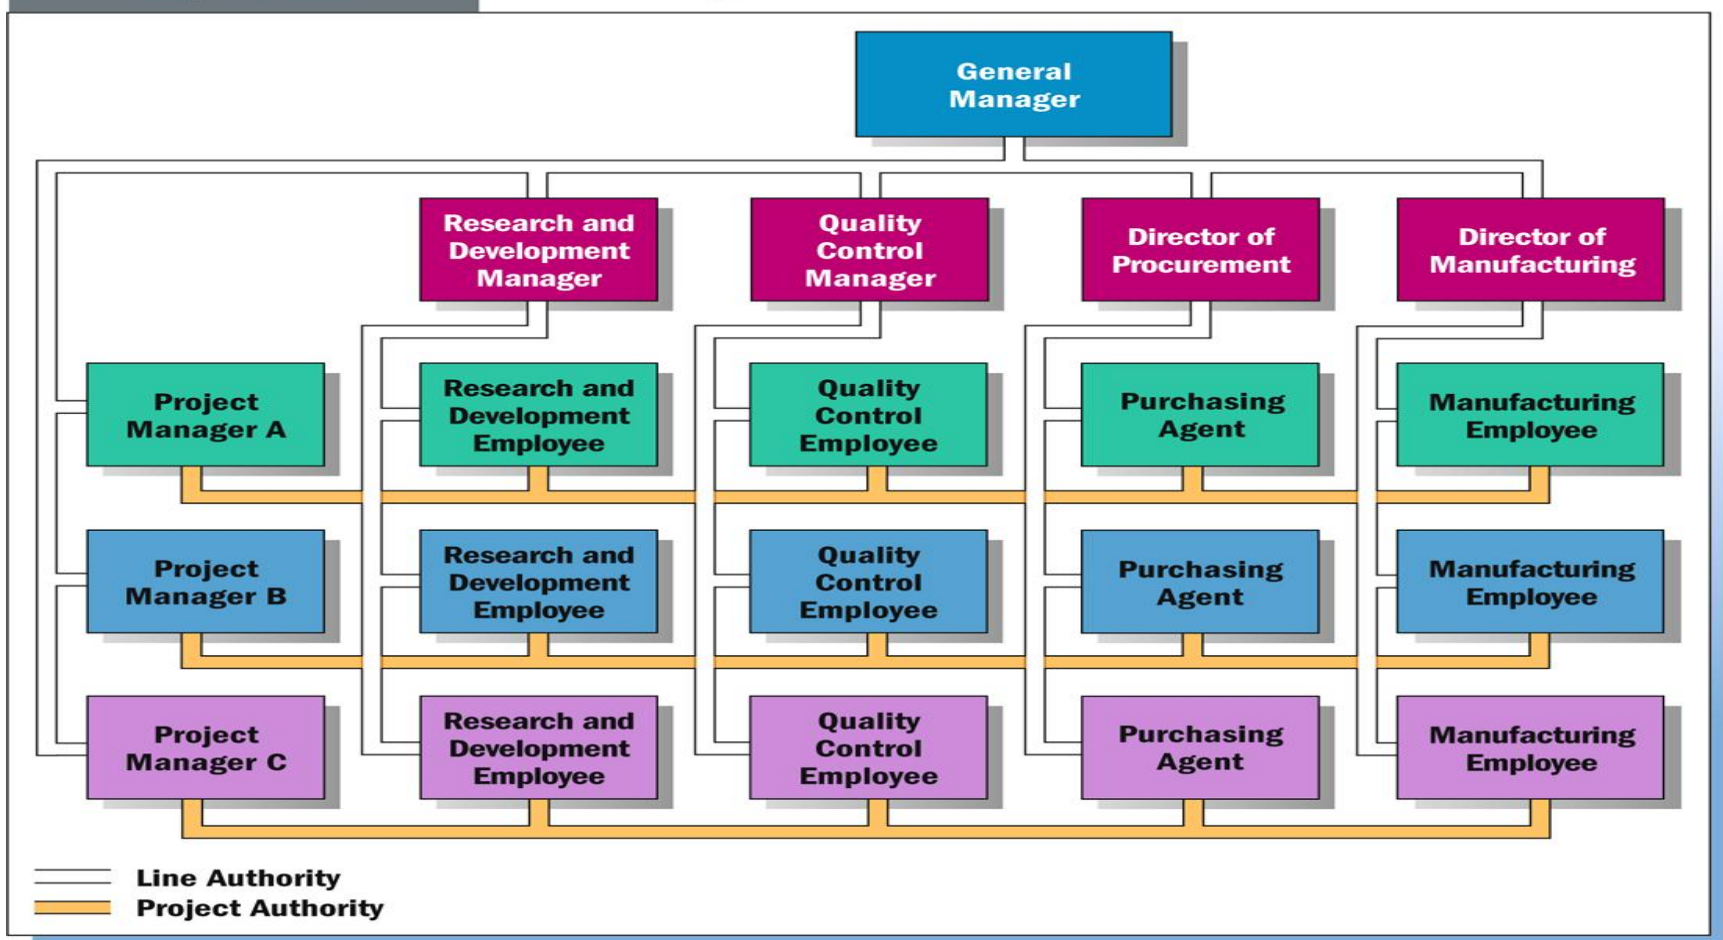 General
Manager
Research and
Development
Manager
Quality
Control
Manager
Director of
Procurement
Director of
Manufacturing
Project
Manager A
Research and
Development
Employee
Quality
Control
Employee
Purchasing
Agent
Manufacturing
Employee
Project
Manager B
Research and
Development
Employee
Quality
Control
Employee
Purchasing
Agent
Manufacturing
Employee
Project
Manager C
Research and
Development
Employee
Quality
Control
Employee
Purchasing
Agent
Manufacturing
Employee
Line Authority
Project Authority